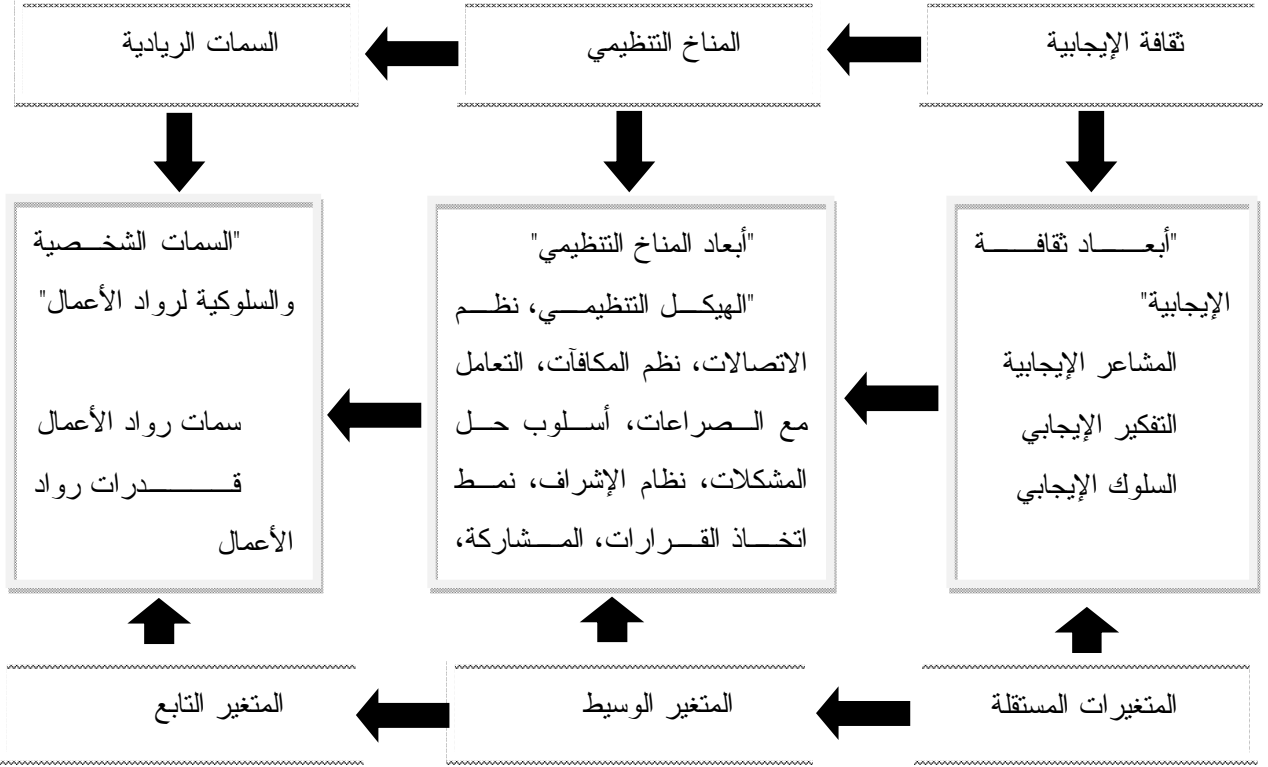 ثقافة الإيجابية
المناخ التنظيمي
السمات الريادية
"أبعاد ثقافة
الإيجابية"
المشاعر الإيجابية
التفكير الإيجابي
السلوك الإيجابي
"أبعاد المناخ التنظيمي"
"الهيكل التنظيمي، نظم
الاتصالات، نظم المكافآت، التعامل
مع الصراعات، أسلوب حل
المشكلات، نظام الإشراف، نمط
اتخاذ القرارات، المشاركة،
"السمات الشخصية
والسلوكية لرواد الأعمال"
سمات رواد الأعمال
قدرات رواد
الأعمال
المتغيرات المستقلة
المتغير الوسيط
المتغير التابع